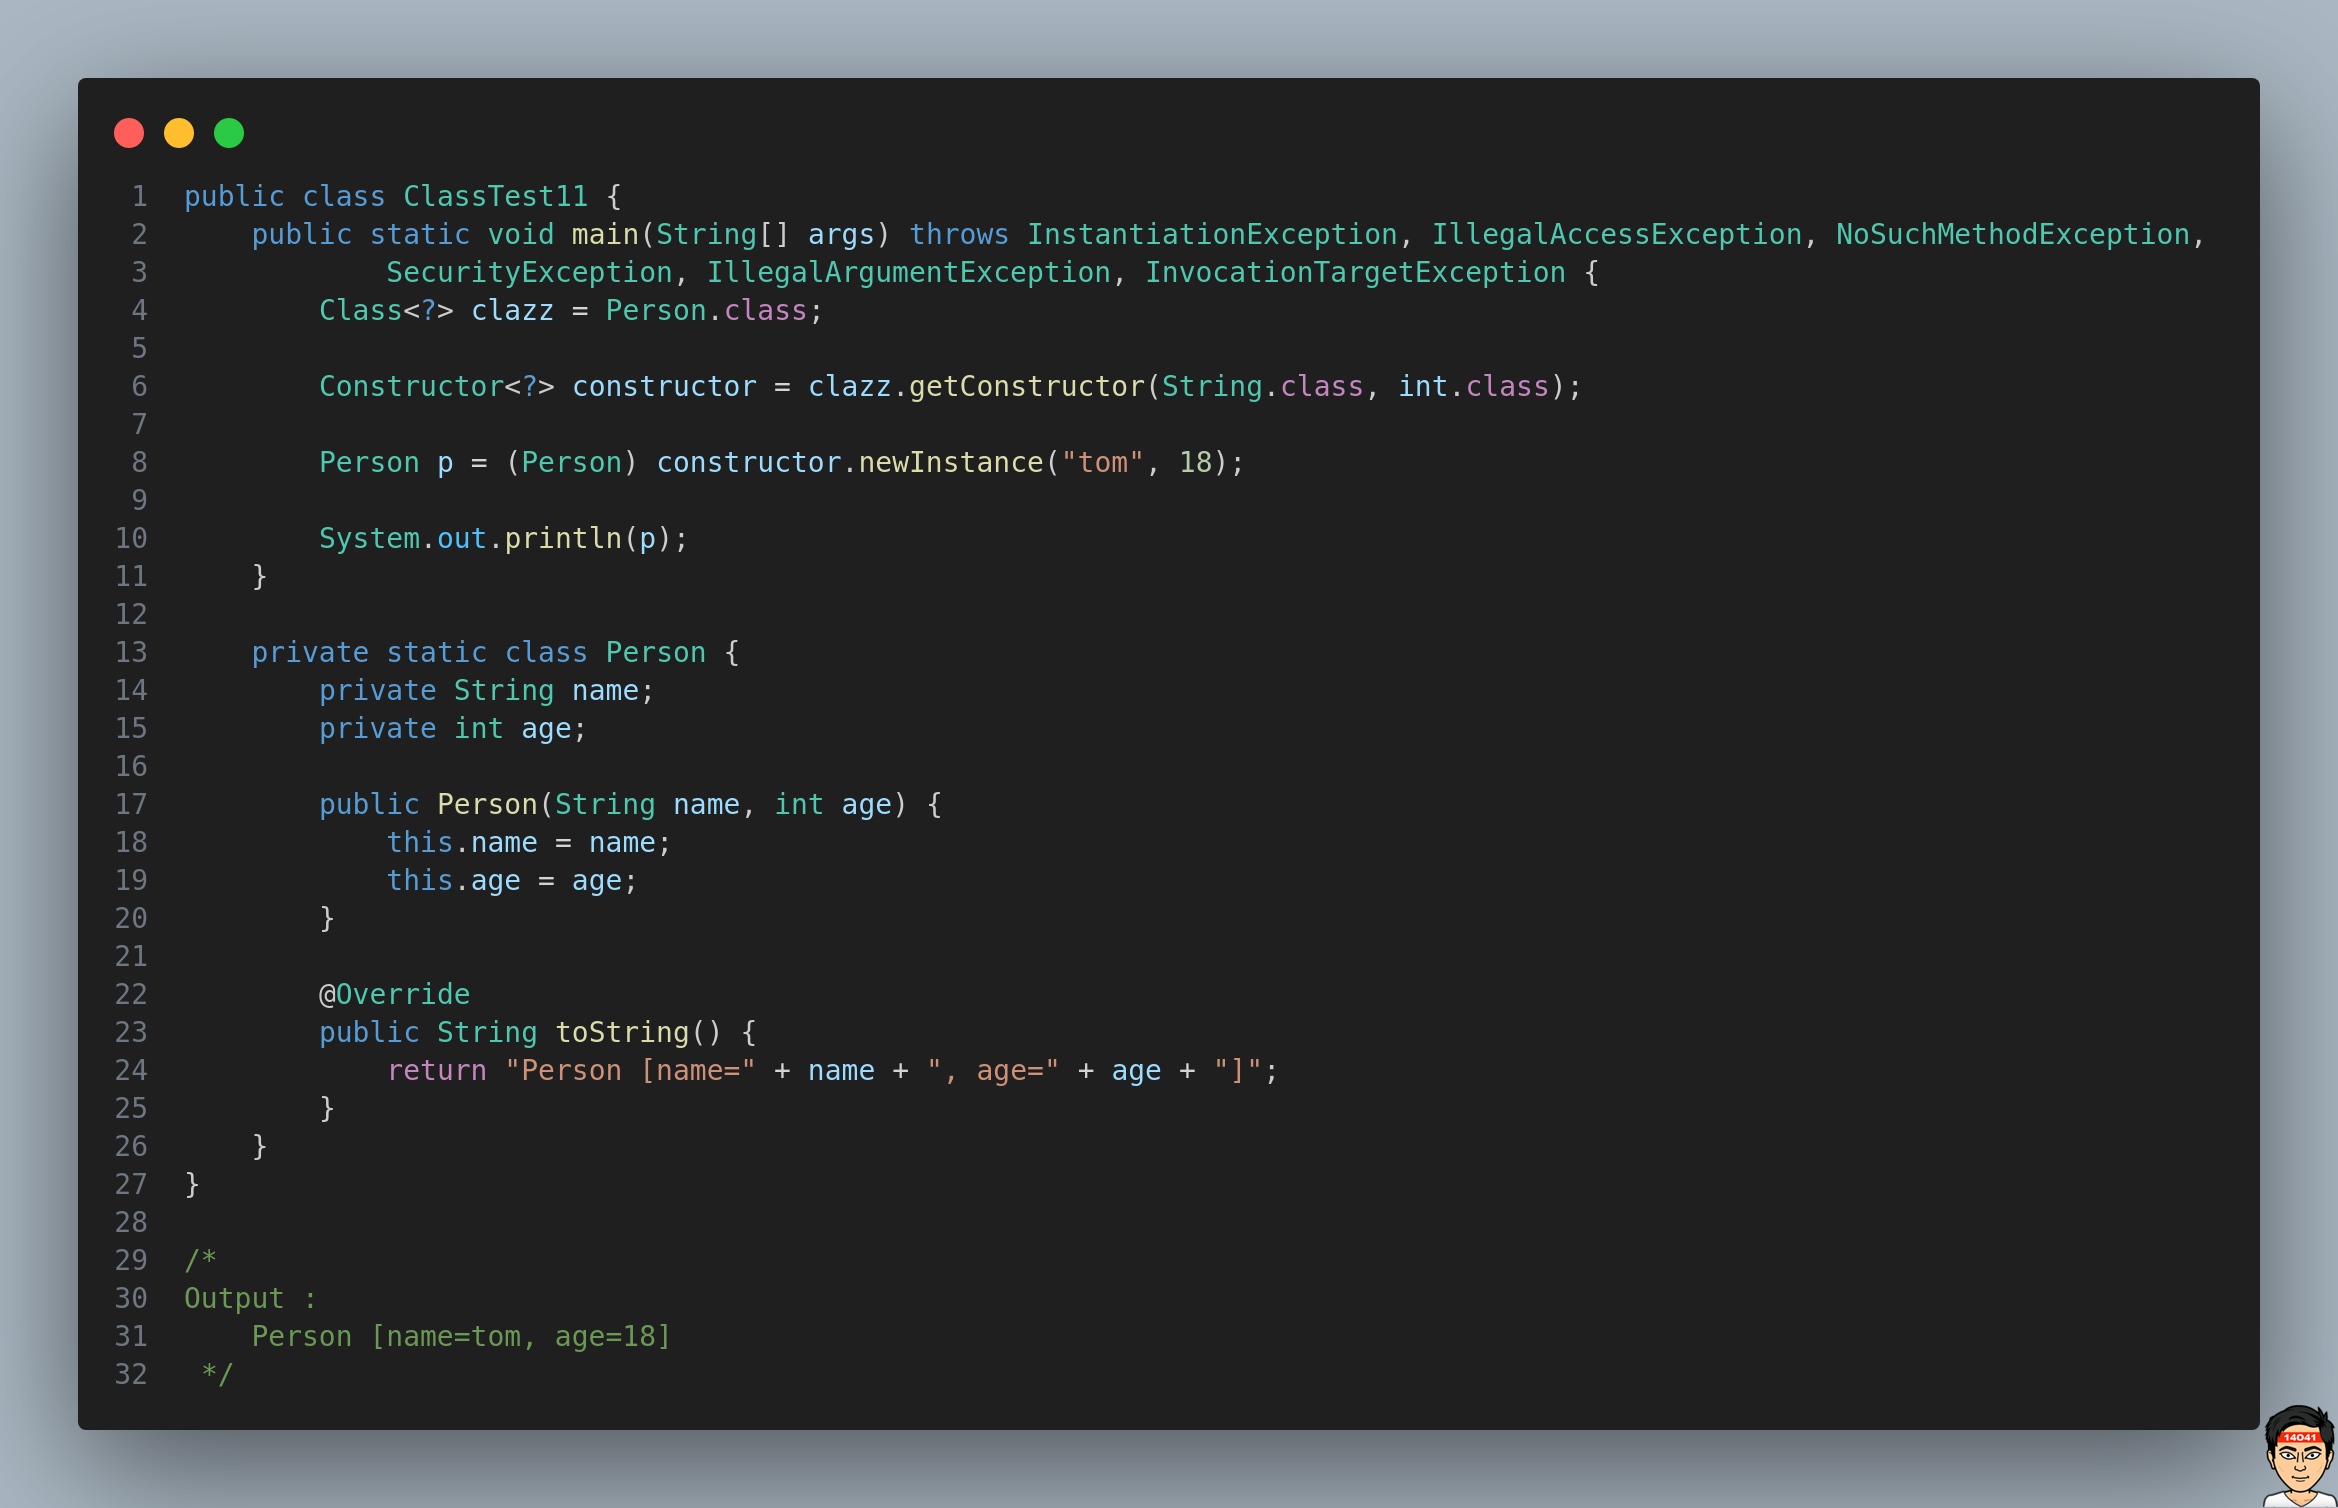 1 public class ClassTest11 {
2     public static void main(String[] args) throws InstantiationException, IllegalAccessException, NoSuchMethodException,
3             SecurityException, IllegalArgumentException, InvocationTargetException {
4         Class<?> clazz = Person.class;
5
6         Constructor<?> constructor = clazz.getConstructor(String.class, int.class);
7
8         Person p = (Person) constructor.newInstance("tom", 18);
9
10         System.out.println(p);
11     }
12
13     private static class Person {
14         private String name;
15         private int age;
16
17         public Person(String name, int age) {
18             this.name = name;
19             this.age = age;
20         }
21
22         @Override
23         public String toString() {
24             return "Person [name=" + name + ", age=" + age + "]";
25         }
26     }
27 }
28
29 /*
30 Output :
31     Person [name=tom, age=18]
32  */
14O41